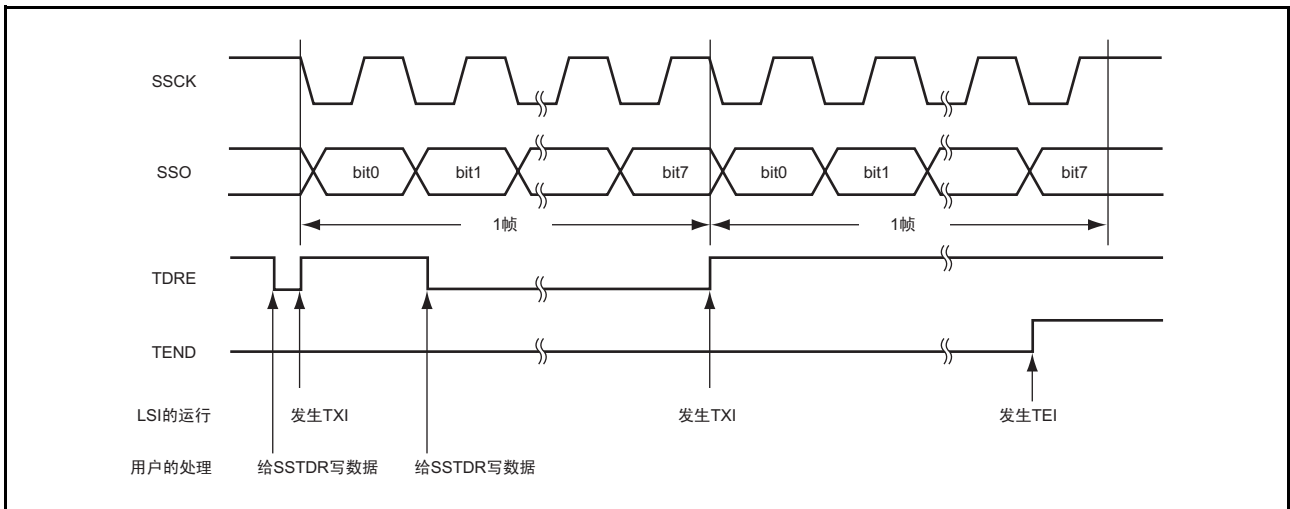 SSCK
SSO
bit0 bit1 bit7 bit0 bit1 bit7
1帧 1帧
TDRE
TEND
LSI的运行 发生TXI 发生TXI 发生TEI
用户的处理 给SSTDR写数据 给SSTDR写数据